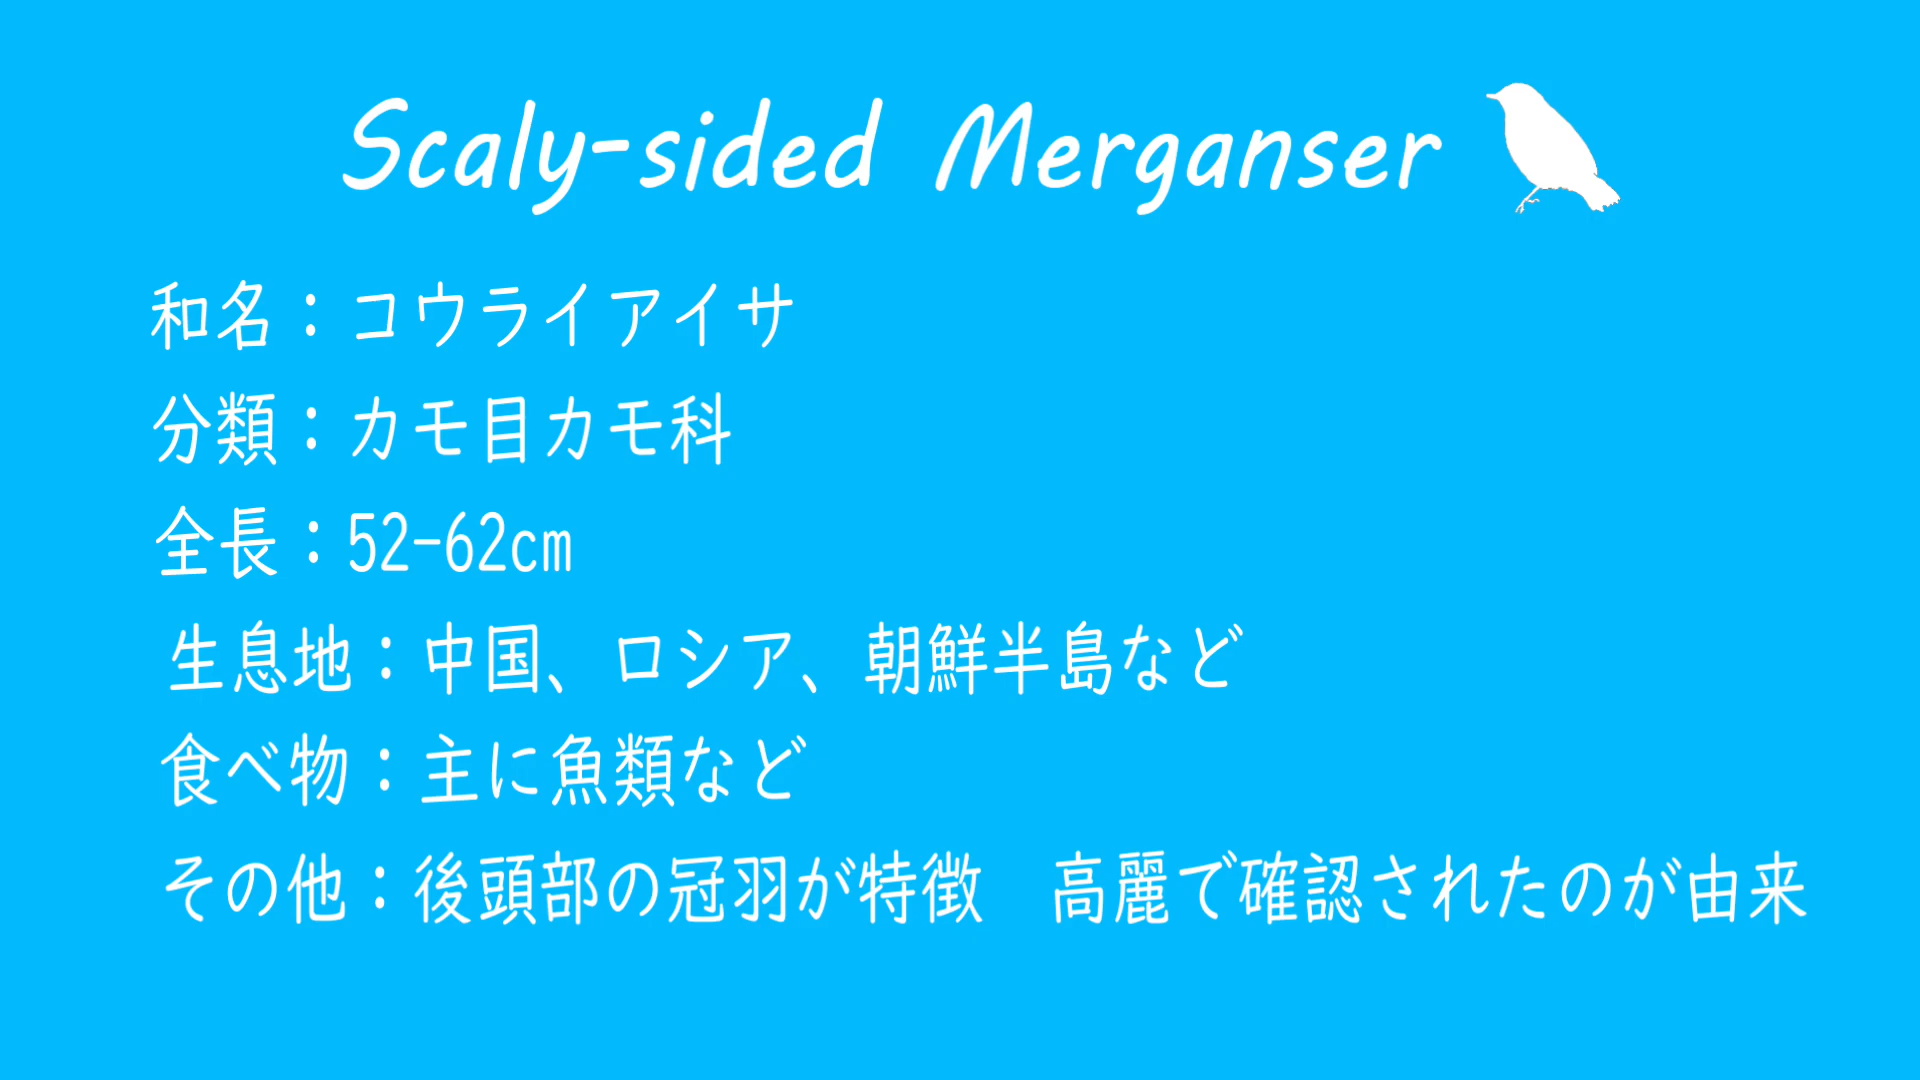 Scaly-sided Merganser
和名：コウライアイサ
分類：カモ目カモ科
全長：52-62cm
生息地：中国、ロシア、朝鮮半島など
食べ物：主に魚類など
その他：後頭部の冠羽が特徴　高麗で確認されたのが由来